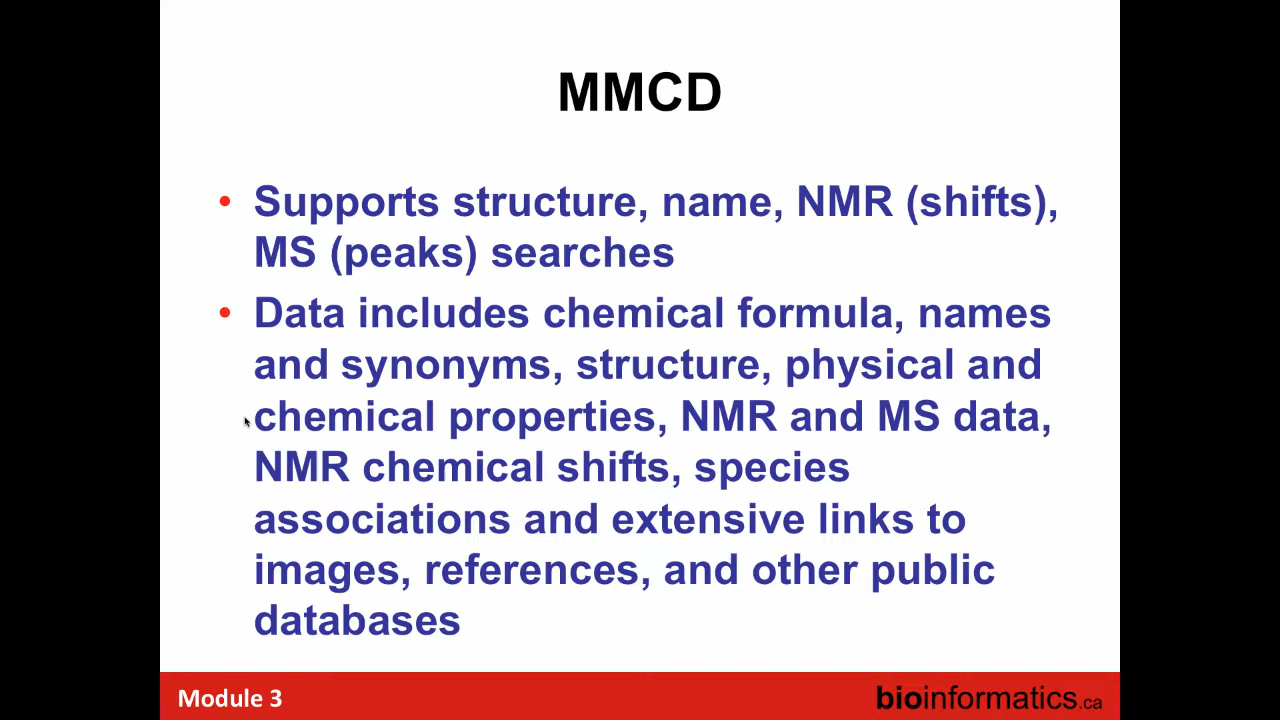 MMCD
• Supports structure, name, NMR (shifts),
MS (peaks) searches
• Data includes chemical formula, names
and synonyms, structure, physical and
chemical properties, NMR and MS data,
NMR chemical shifts, species
associations and extensive links to
images, references, and other public
databases
Module 3
bioinformatics.ca